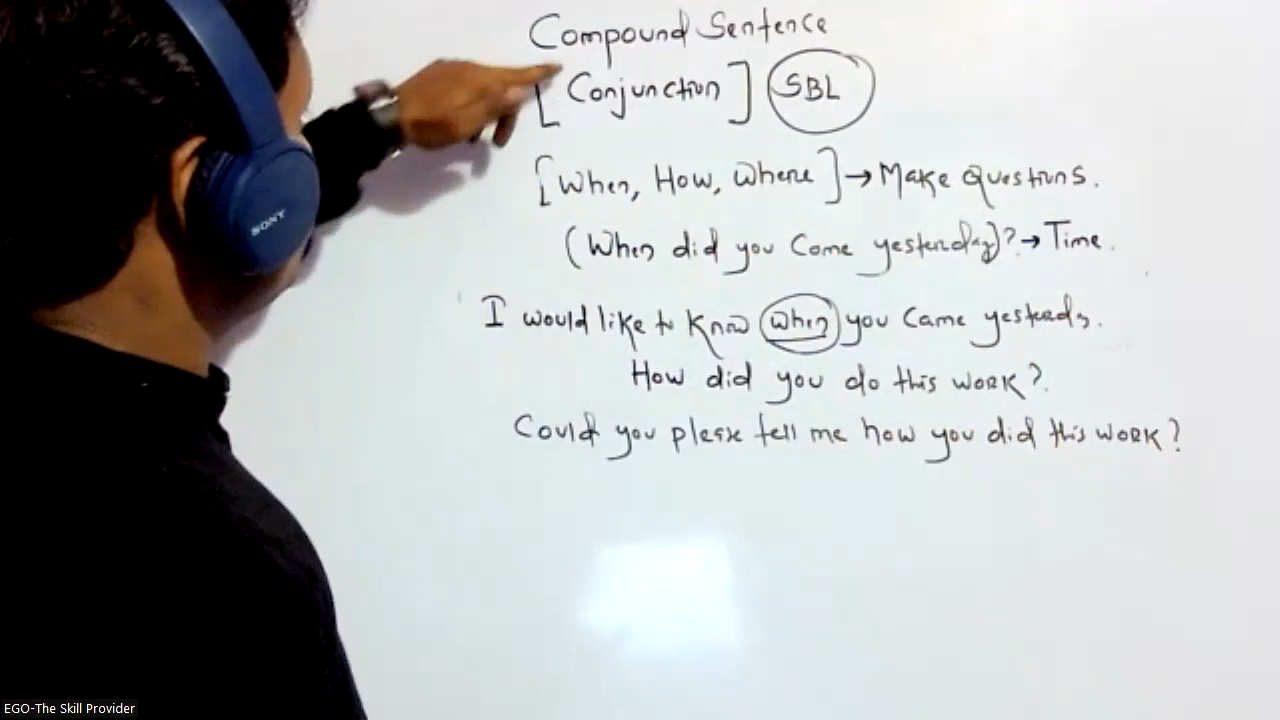 Compound Sentence
[Conjunction] SBL
[When, How, Where] → Make Questions.
(When did you Come yesterday)? → Time.
I would like to know when you Came yesterdy.
How did you do this work?
Could you please tell me how you did this work?
SONY
EGO-The Skill Provider